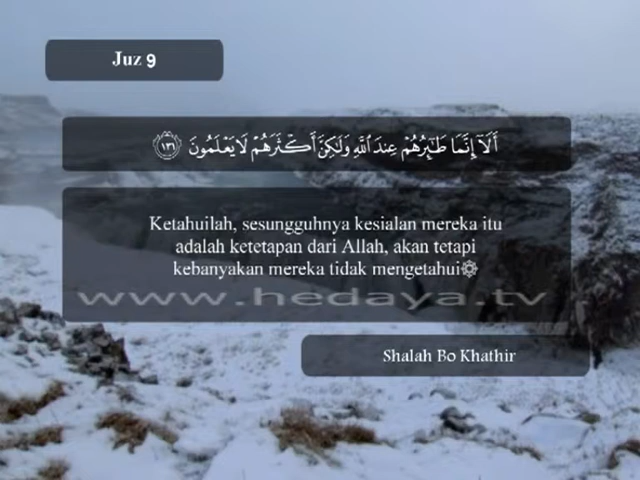 Juz 9
أَلَآ إِنَّمَا طَٰٓئِرُهُمْ عِندَ ٱللَّهِ وَلَٰكِنَّ أَكْثَرَهُمْ لَا يَعْلَمُونَ ١٣١
Ketahuilah, sesungguhnya kesialan mereka itu
adalah ketetapan dari Allah, akan tetapi
kebanyakan mereka tidak mengetahui۞
www.hedaya.tv
Shalah Bo Khathir